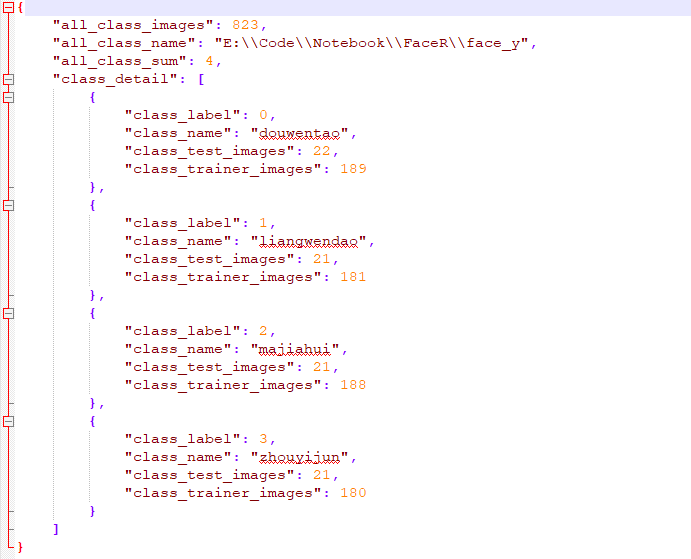 {
    "all_class_images": 823,
    "all_class_name": "E:\\Code\\Notebook\\FaceR\\face_y",
    "all_class_sum": 4,
    "class_detail": [
        {
            "class_label": 0,
            "class_name": "douwentao",
            "class_test_images": 22,
            "class_trainer_images": 189
        },
        {
            "class_label": 1,
            "class_name": "liangwendao",
            "class_test_images": 21,
            "class_trainer_images": 181
        },
        {
            "class_label": 2,
            "class_name": "majiahui",
            "class_test_images": 21,
            "class_trainer_images": 188
        },
        {
            "class_label": 3,
            "class_name": "zhouyijun",
            "class_test_images": 21,
            "class_trainer_images": 180
        }
    ]
}